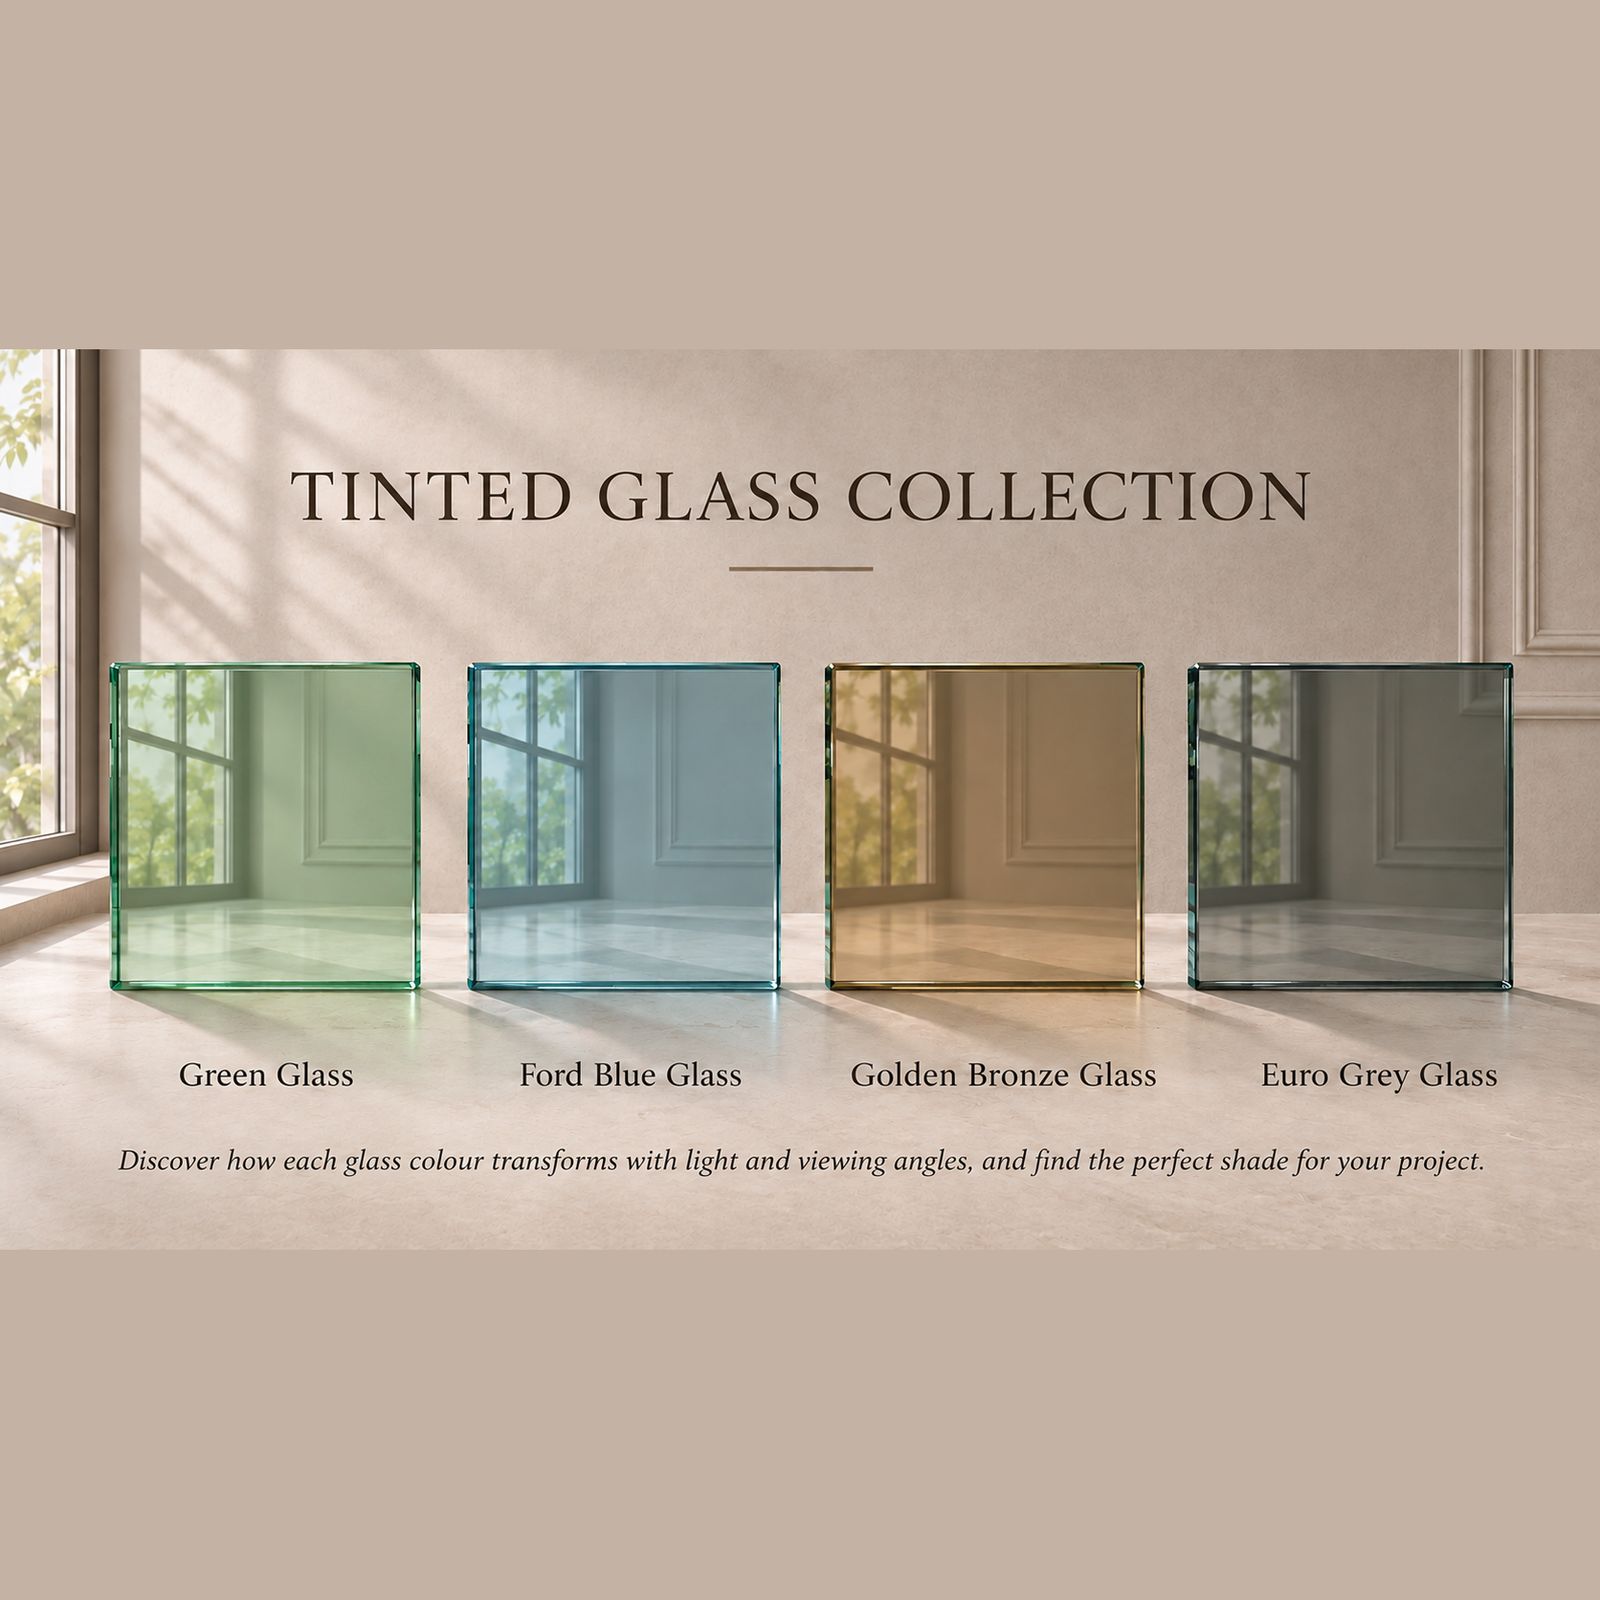 TINTED GLASS COLLECTION
Green Glass
Ford Blue Glass
Golden Bronze Glass
Euro Grey Glass
Discover how each glass colour transforms with light and viewing angles, and find the perfect shade for your project.